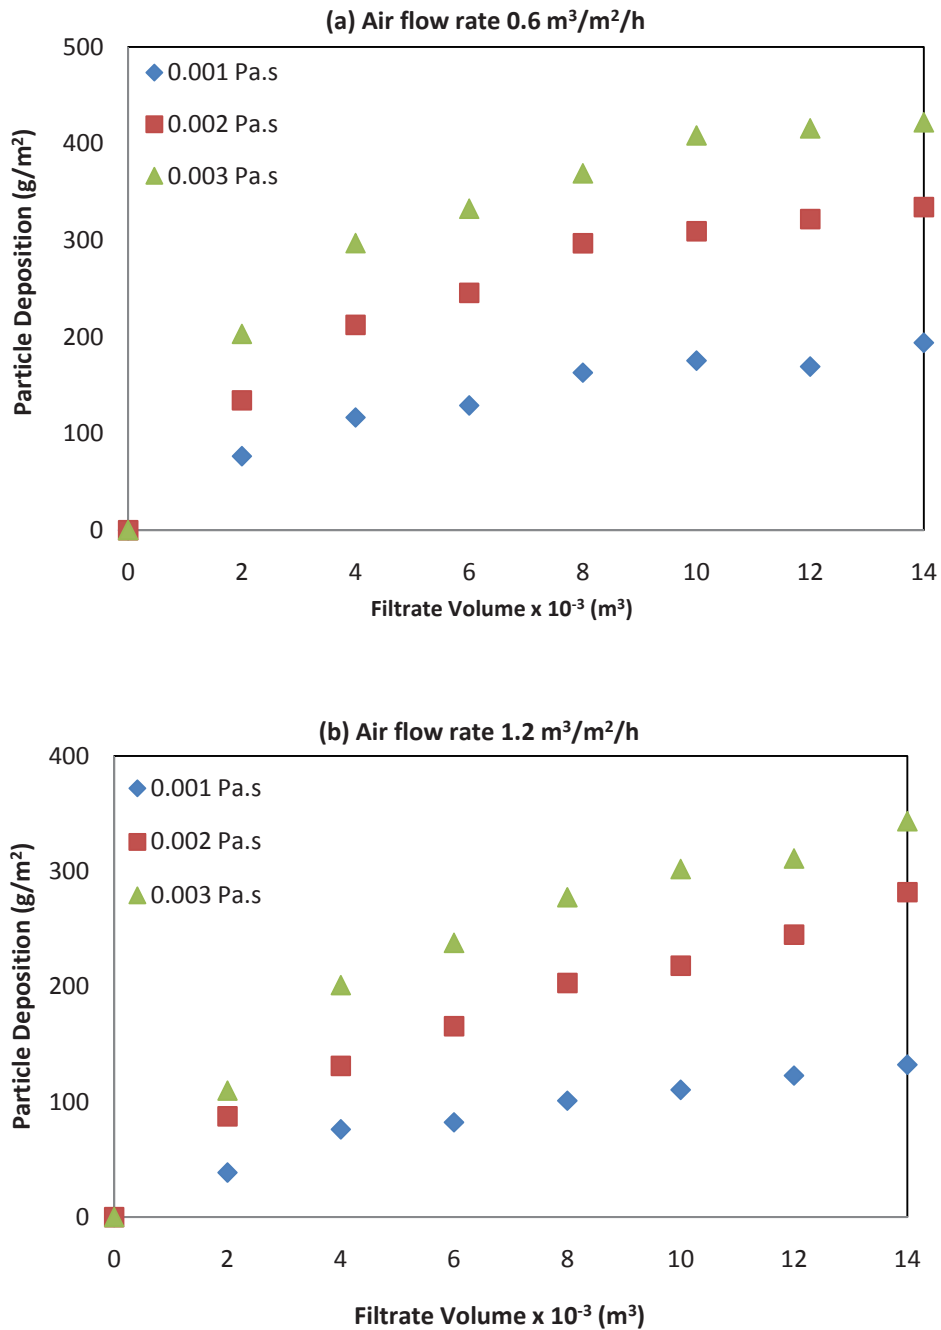 (a) Air flow rate 0.6 m³/m²/h
500
400
300
200
100
0
Particle Deposition (g/m²)
0.001 Pa.s
0.002 Pa.s
0.003 Pa.s
0 2 4 6 8 10 12 14
Filtrate Volume x 10⁻³ (m³)
(b) Air flow rate 1.2 m³/m²/h
400
300
200
100
0
Particle Deposition (g/m²)
0.001 Pa.s
0.002 Pa.s
0.003 Pa.s
0 2 4 6 8 10 12 14
Filtrate Volume x 10⁻³ (m³)